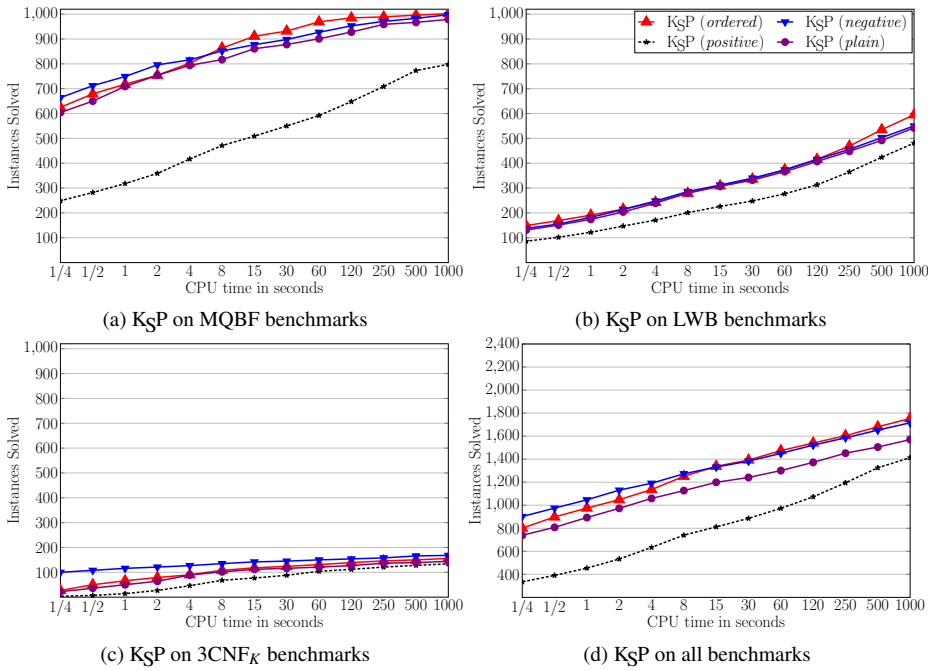 1,000
900
800
700
600
500
400
300
200
100
Instances Solved
1/4 1/2 1 2 4 8 15 30 60 120 250 500 1000
CPU time in seconds
(a) KSP on MQBF benchmarks
KSP (ordered)
KSP (negative)
KSP (positive)
KSP (plain)
1,000
900
800
700
600
500
400
300
200
100
Instances Solved
1/4 1/2 1 2 4 8 15 30 60 120 250 500 1000
CPU time in seconds
(b) KSP on LWB benchmarks
1,000
900
800
700
600
500
400
300
200
100
Instances Solved
1/4 1/2 1 2 4 8 15 30 60 120 250 500 1000
CPU time in seconds
(c) KSP on 3CNFK benchmarks
2,400
2,200
2,000
1,800
1,600
1,400
1,200
1,000
800
600
400
Instances Solved
1/4 1/2 1 2 4 8 15 30 60 120 250 500 1000
CPU time in seconds
(d) KSP on all benchmarks